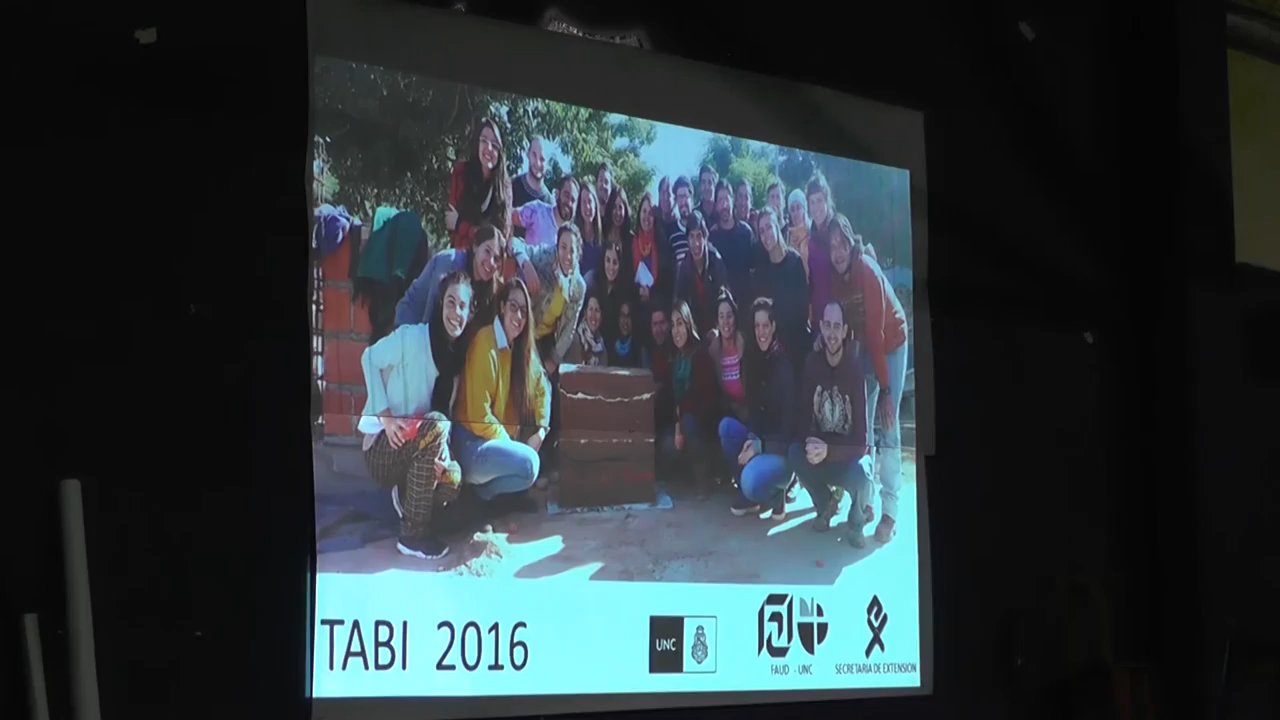 TABI 2016
UNC
FAUD - UNC
SECRETARIA DE EXTENSION